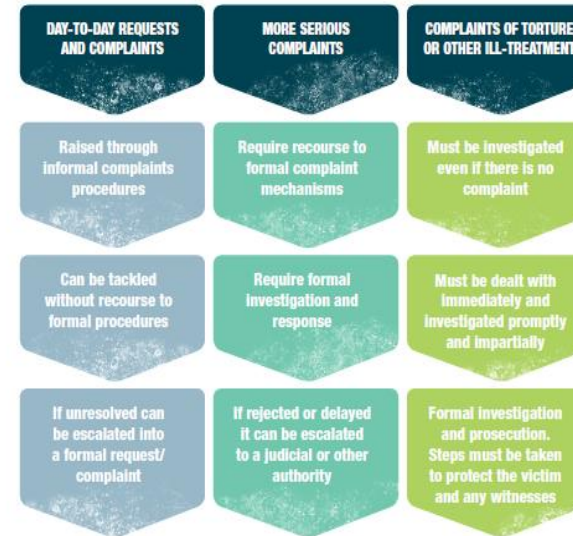 DAY-TO-DAY REQUESTS
AND COMPLAINTS
MORE SERIOUS
COMPLAINTS
COMPLAINTS OF TORTURE
OR OTHER ILL-TREATMENT
Raised through
informal complaints
procedures
Require recourse to
formal complaint
mechanisms
Must be investigated
even if there is no
complaint
Can be tackled
without recourse to
formal procedures
Require formal
investigation and
response
Must be dealt with
immediately and
investigated promptly
and impartially
If unresolved can
be escalated into
a formal request/
complaint
If rejected or delayed
it can be escalated
to a judicial or other
authority
Formal investigation
and prosecution.
Steps must be taken
to protect the victim
and any witnesses